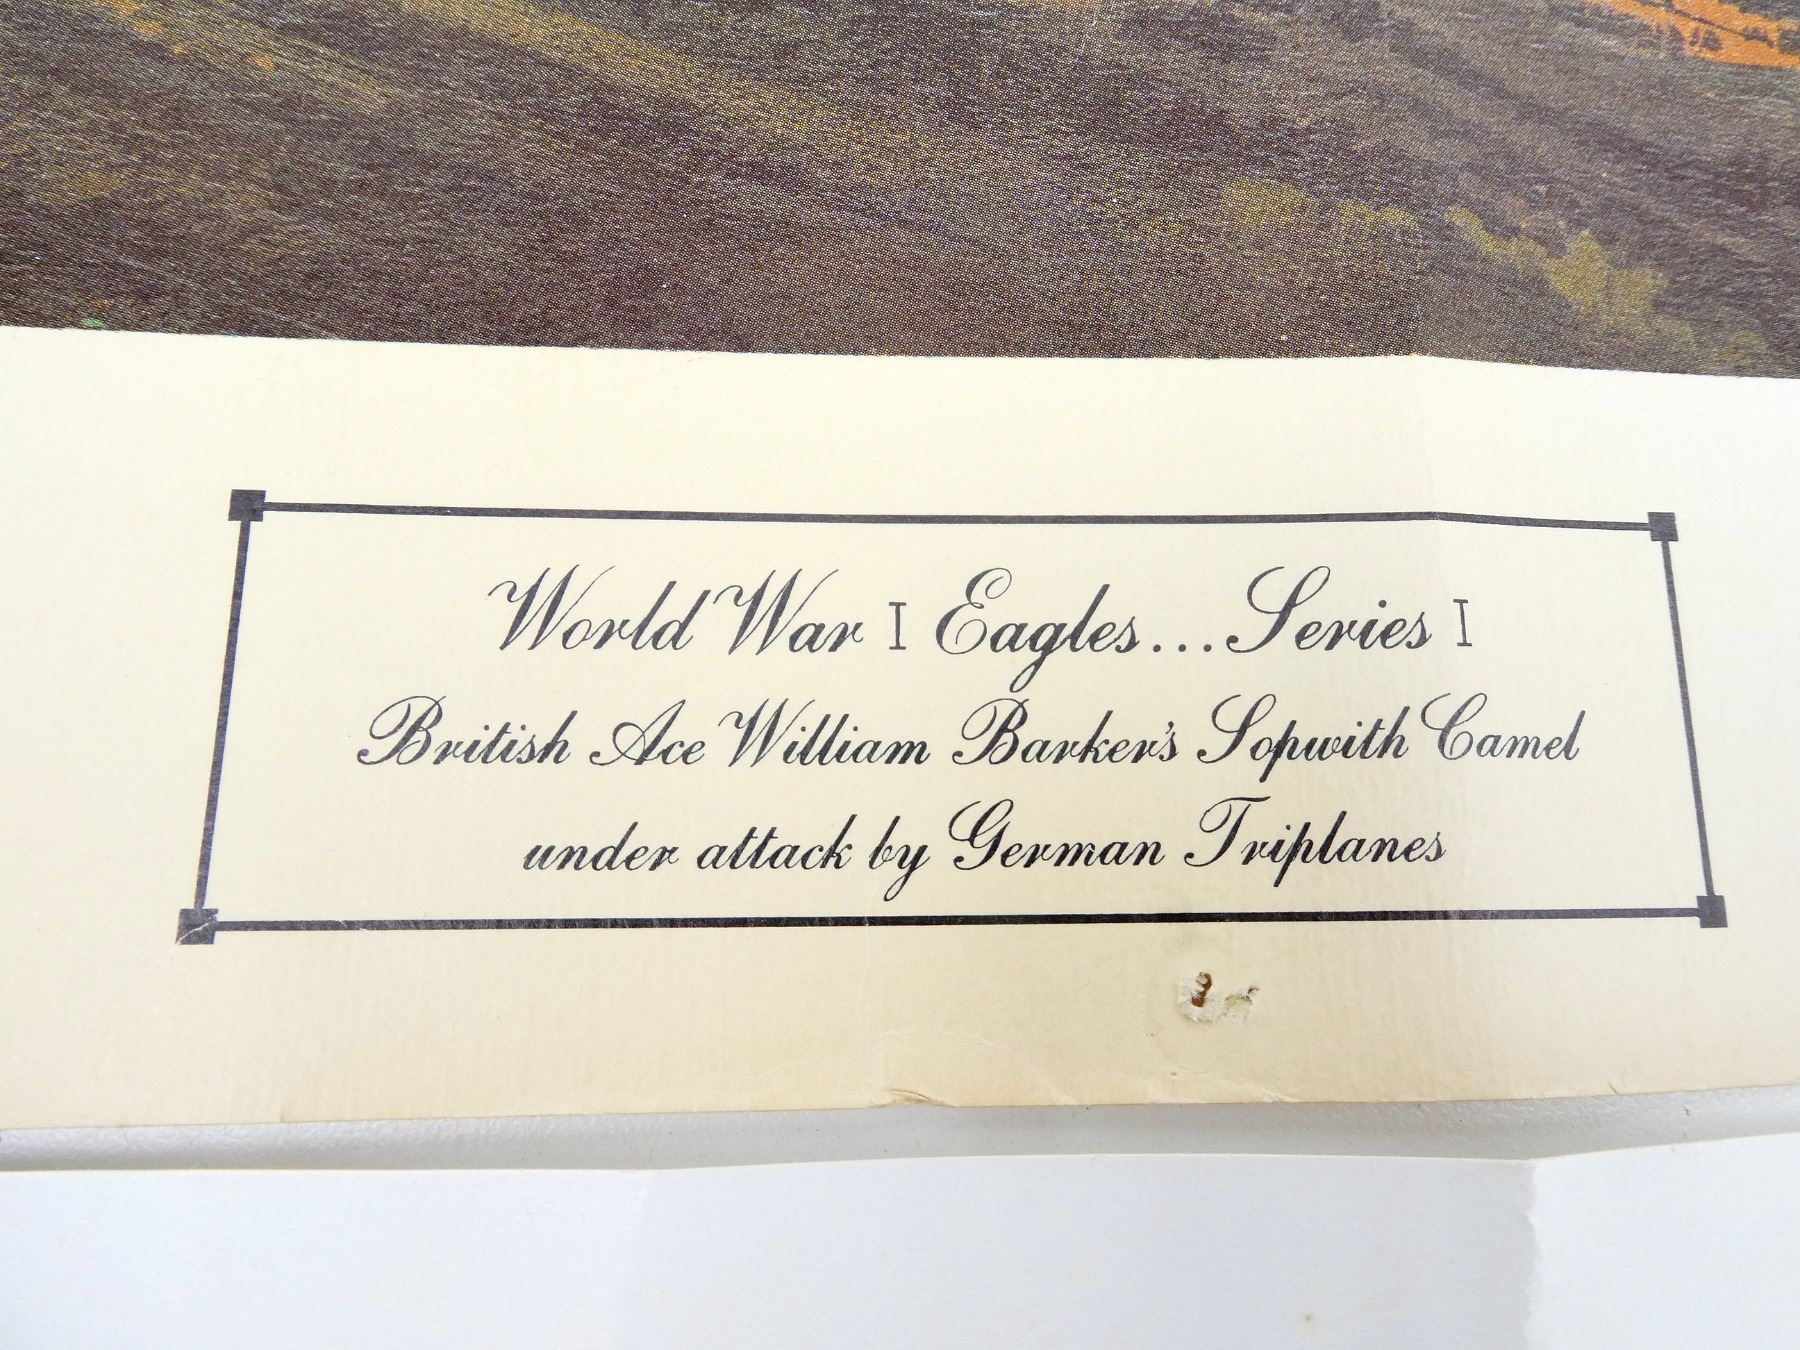 World War I Eagles...Series I
British Ace William Barker's Sopwith Camel
under attack by German Triplanes